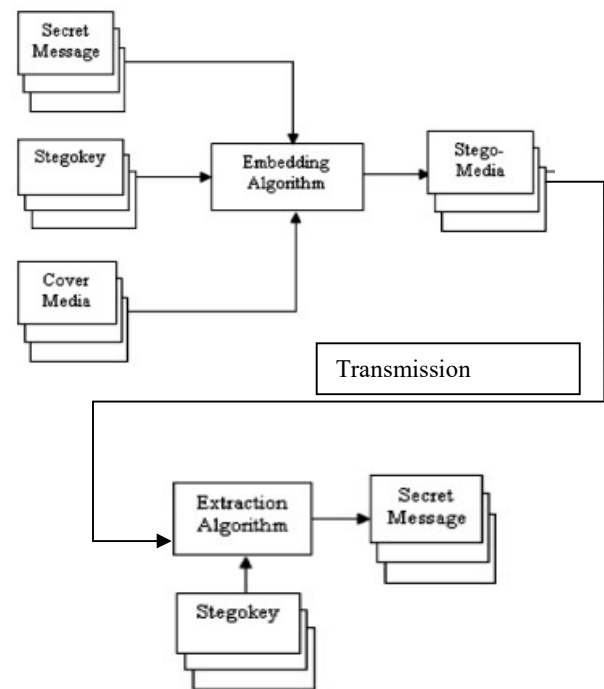 Secret
Message
Stegokey
Embedding
Algorithm
Stego-
Media
Cover
Media
Transmission
Extraction
Algorithm
Secret
Message
Stegokey